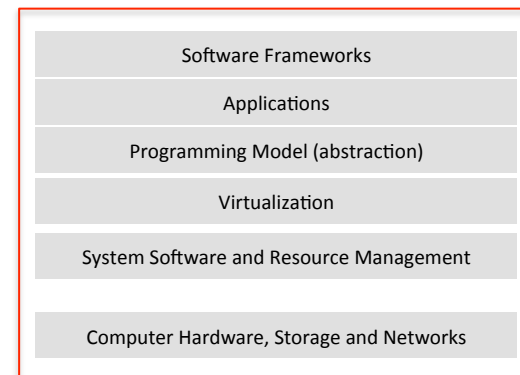 Software Frameworks
Applications
Programming Model (abstraction)
Virtualization
System Software and Resource Management
Computer Hardware, Storage and Networks